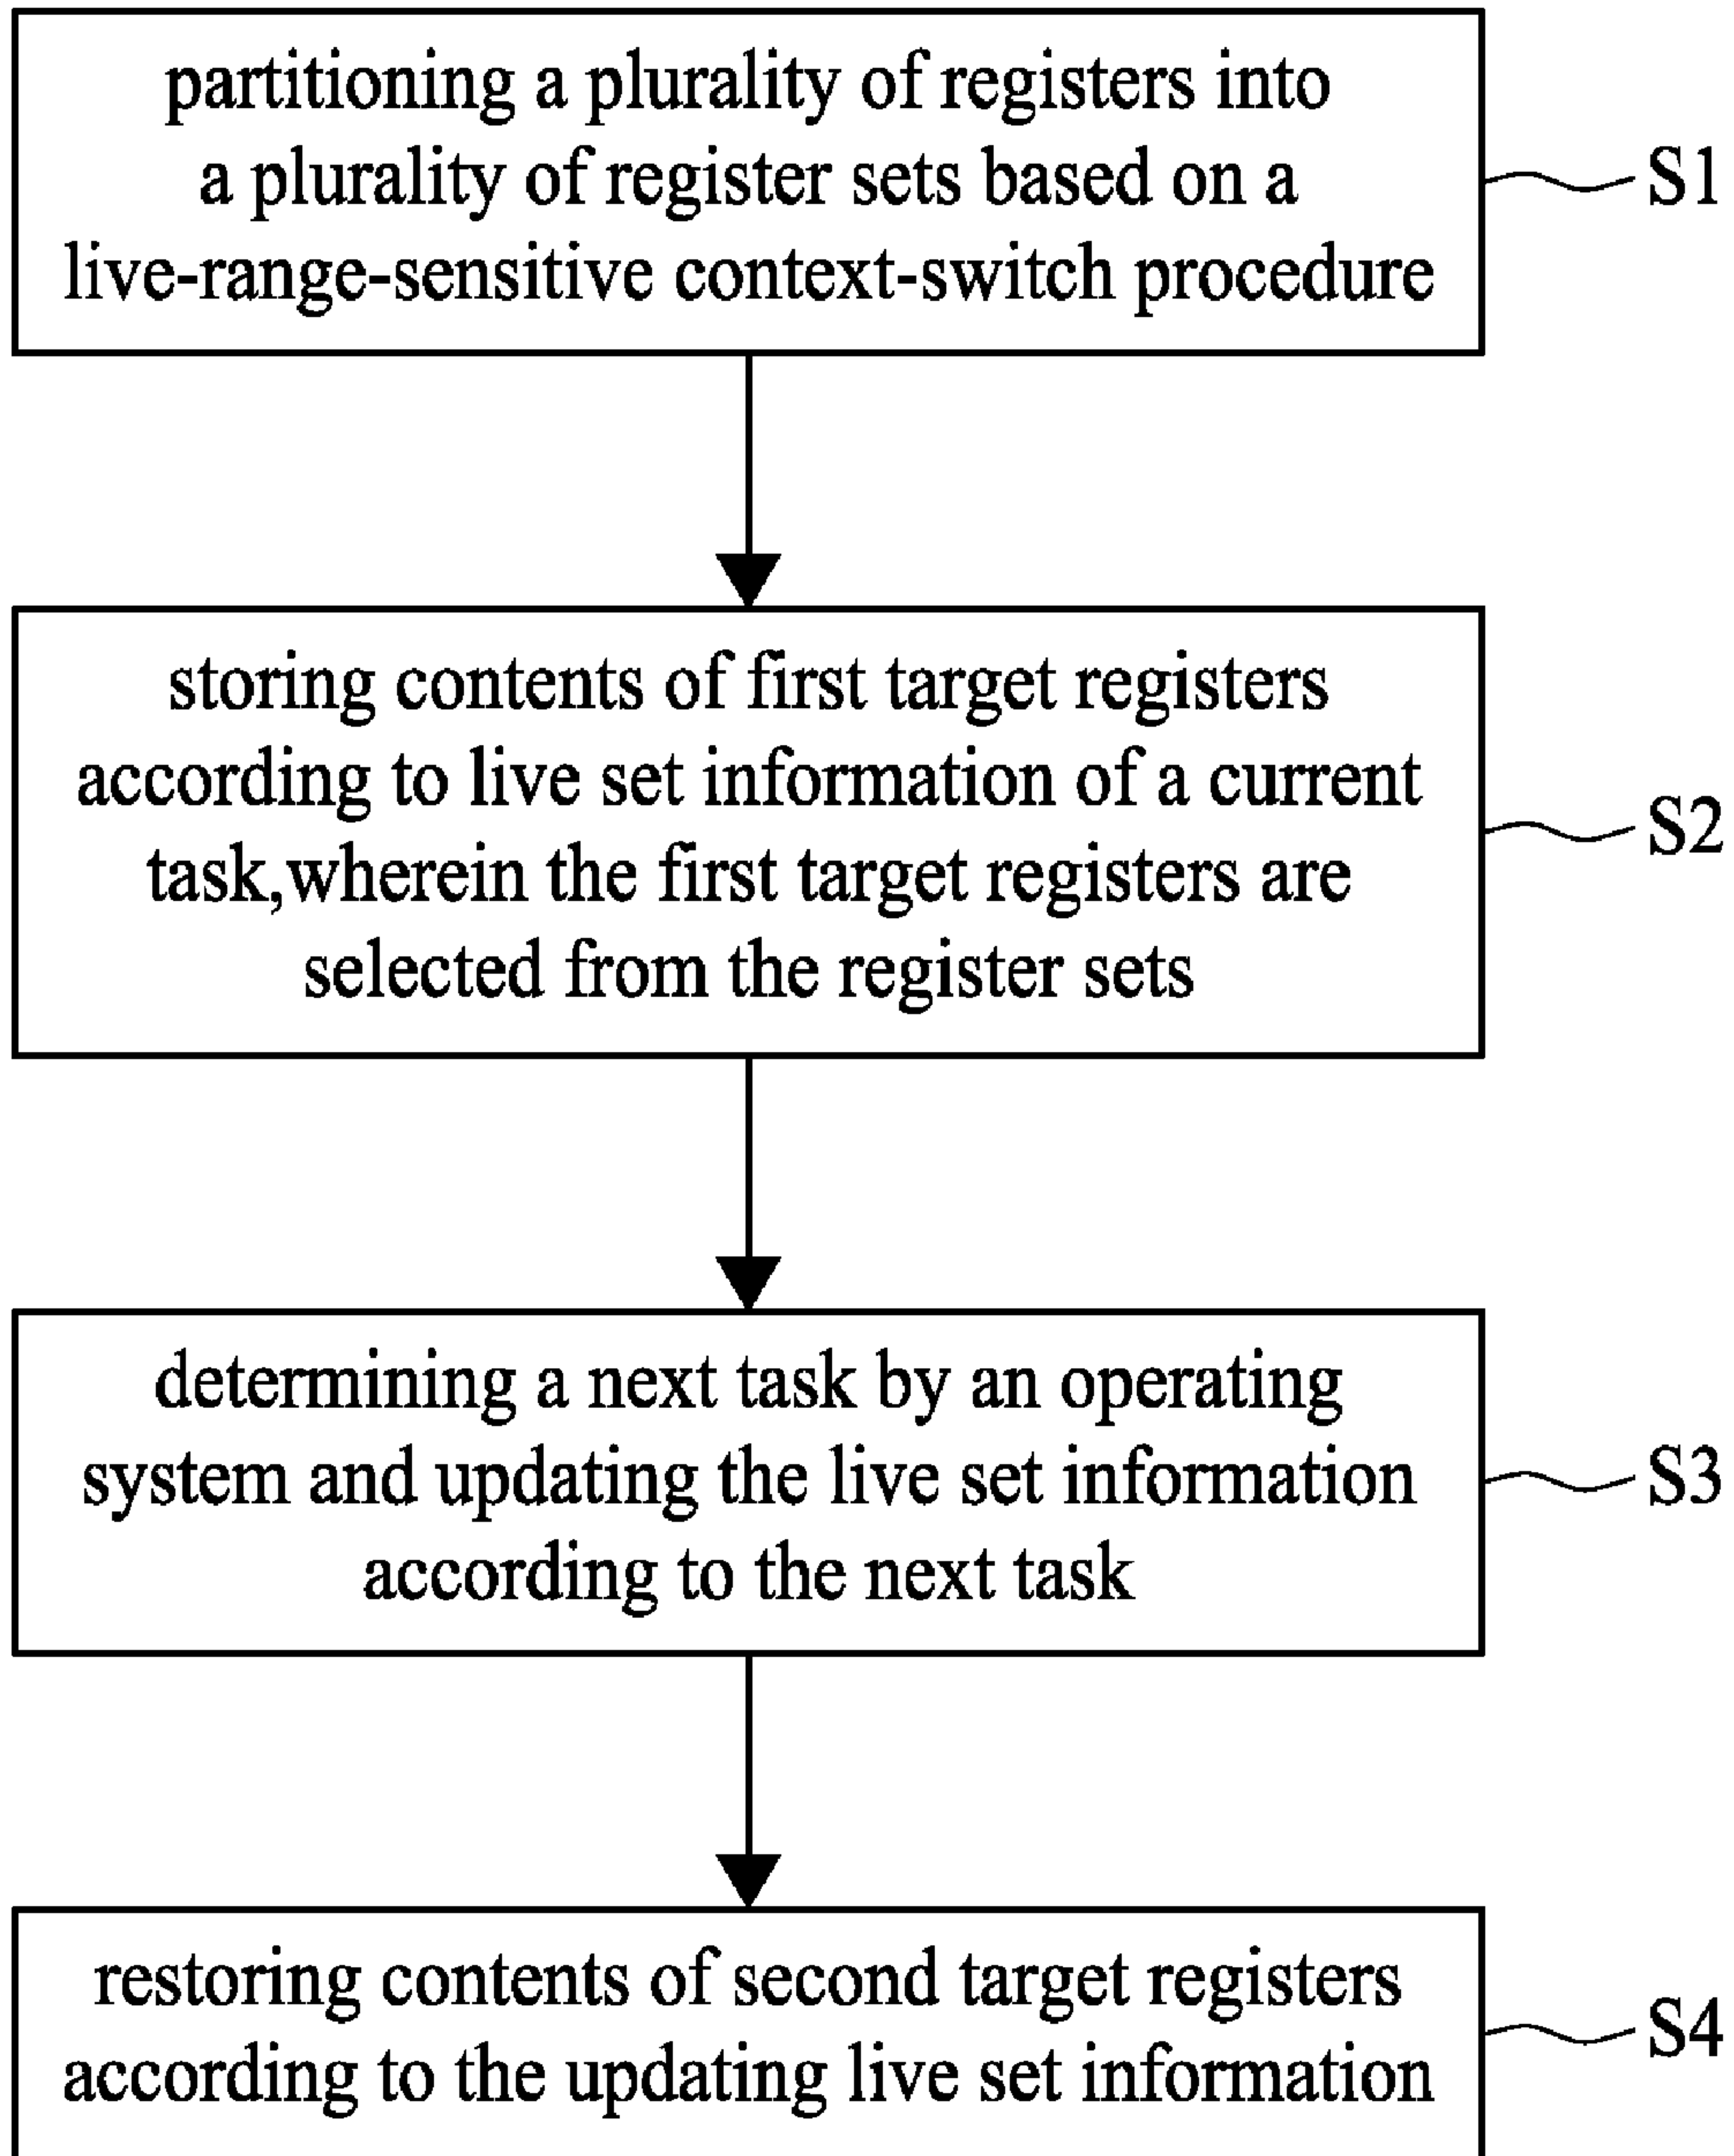 partitioning a plurality of registers into
a plurality of register sets based on a
live-range-sensitive context-switch procedure
S1
storing contents of first target registers
according to live set information of a current
task,wherein the first target registers are
selected from the register sets
S2
determining a next task by an operating
system and updating the live set information
according to the next task
S3
restoring contents of second target registers
according to the updating live set information
S4